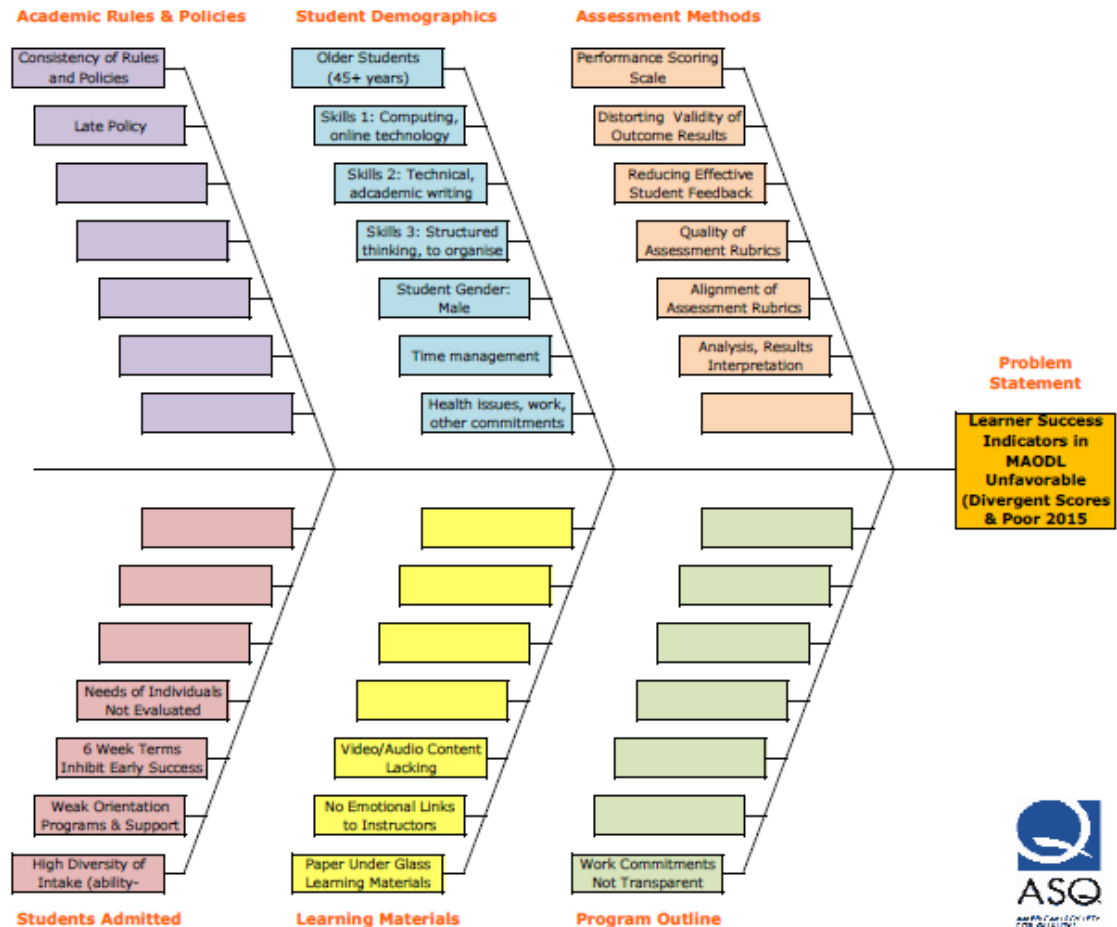 Academic Rules & Policies
Student Demographics
Assessment Methods
Consistency of Rules
and Policies
Late Policy
Older Students
(45+ years)
Skills 1: Computing,
online technology
Skills 2: Technical,
adcademic writing
Skills 3: Structured
thinking, to organise
Student Gender:
Male
Time management
Health issues, work,
other commitments
Performance Scoring
Scale
Distorting Validity of
Outcome Results
Reducing Effective
Student Feedback
Quality of
Assessment Rubrics
Alignment of
Assessment Rubrics
Analysis, Results
Interpretation
Problem
Statement
Learner Success
Indicators in
MAODL
Unfavorable
(Divergent Scores
& Poor 2015
Needs of Individuals
Not Evaluated
6 Week Terms
Inhibit Early Success
Weak Orientation
Programs & Support
High Diversity of
Intake (ability-
Video/Audio Content
Lacking
No Emotional Links
to Instructors
Paper Under Glass
Learning Materials
Work Commitments
Not Transparent
Students Admitted
Learning Materials
Program Outline
ASQ
AMERICAN SOCIETY
FOR QUALITY